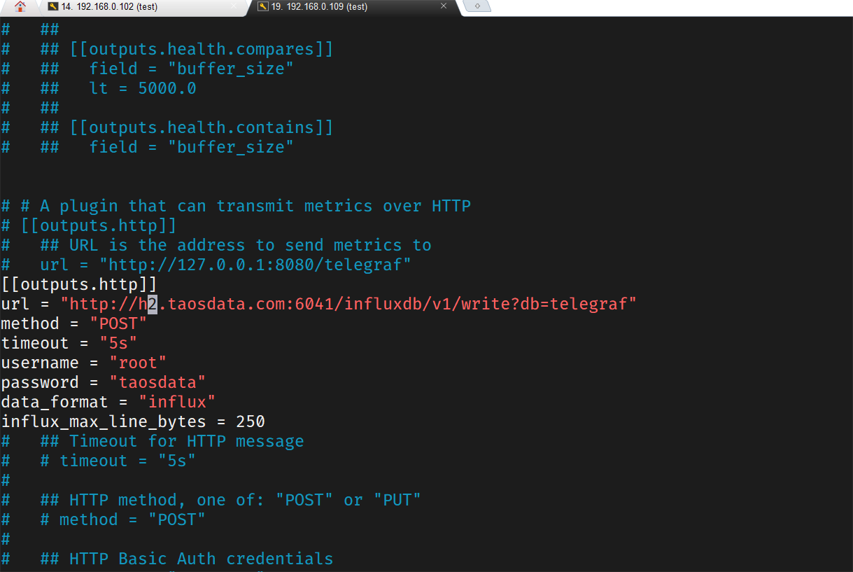 14. 192.168.0.102 (test)
19. 192.168.0.109 (test)
#   ##
#   ## [[outputs.health.compares]]
#   ##   field = "buffer_size"
#   ##   lt = 5000.0
#   ##
#   ## [[outputs.health.contains]]
#   ##   field = "buffer_size"
# # A plugin that can transmit metrics over HTTP
# [[outputs.http]]
#   ## URL is the address to send metrics to
#   url = "http://127.0.0.1:8080/telegraf"
[[outputs.http]]
url = "http://h2.taosdata.com:6041/influxdb/v1/write?db=telegraf"
method = "POST"
timeout = "5s"
username = "root"
password = "taosdata"
data_format = "influx"
influx_max_line_bytes = 250
#   ## Timeout for HTTP message
#   # timeout = "5s"
#
#   ## HTTP method, one of: "POST" or "PUT"
#   # method = "POST"
#
#   ## HTTP Basic Auth credentials